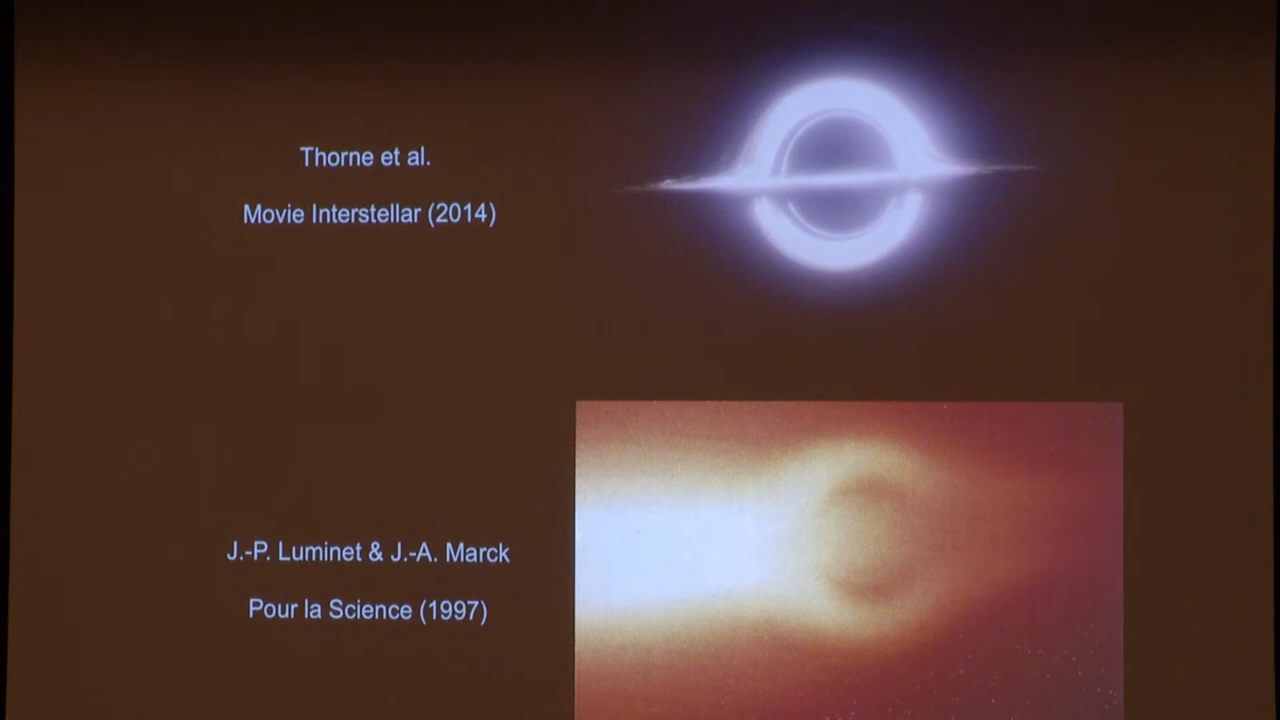 Thorne et al.
Movie Interstellar (2014)
J.-P. Luminet & J.-A. Marck
Pour la Science (1997)